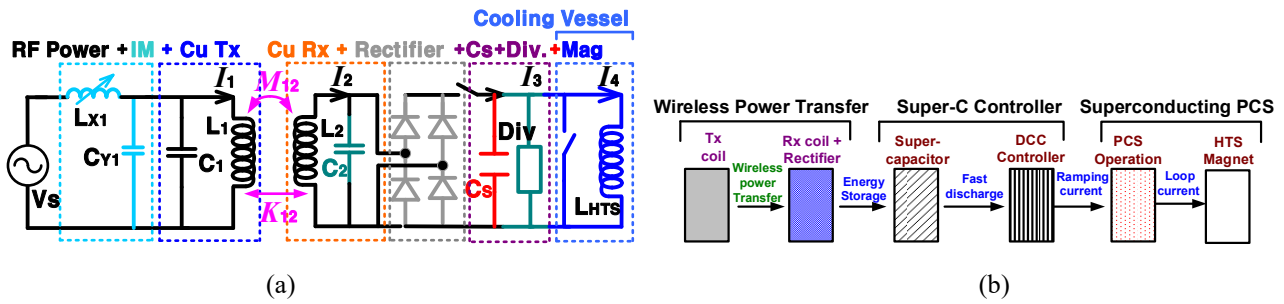 Cooling Vessel
RF Power + IM + Cu Tx Cu Rx + Rectifier +Cs+Div. +Mag
I1 M12 I2 I3 I4
LX1 L1 L2 Div
CY1 C1 C2 Cs LHTS
Vs
K12
(a)
Wireless Power Transfer Super-C Controller Superconducting PCS
Tx coil
Rx coil + Rectifier
Super-capacitor
DCC Controller
PCS Operation
HTS Magnet
Wireless power Transfer
Energy Storage
Fast discharge
Ramping current
Loop current
(b)